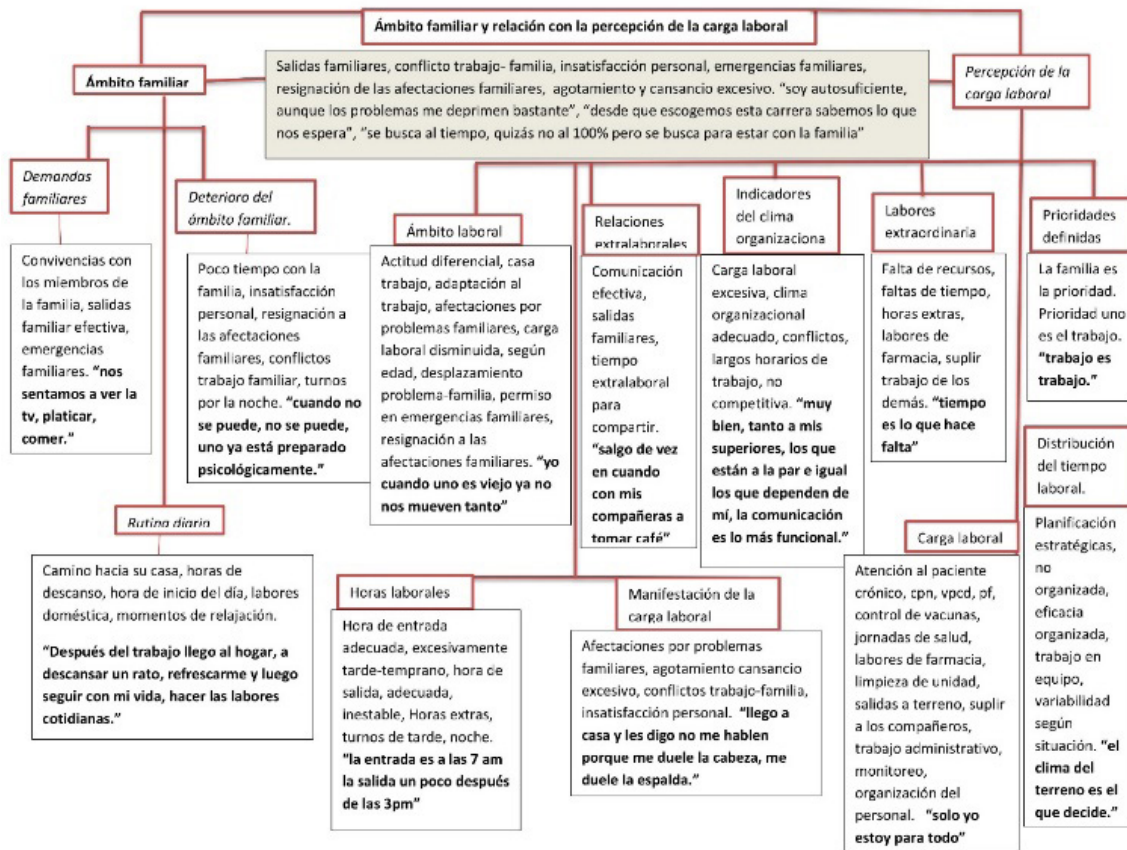 Ámbito familiar y relación con la percepción de la carga laboral
Ámbito familiar
Salidas familiares, conflicto trabajo- familia, insatisfacción personal, emergencias familiares,
resignación de las afectaciones familiares, agotamiento y cansancio excesivo. “soy autosuficiente,
aunque los problemas me deprimen bastante”, “desde que escogemos esta carrera sabemos lo que
nos espera”, “se busca al tiempo, quizás no al 100% pero se busca para estar con la familia”
Percepción de la
carga laboral
Demandas
familiares
Convivencias con
los miembros de
la familia, salidas
familiar efectiva,
emergencias
familiares. “nos
sentamos a ver la
tv, platicar,
comer.”
Deterioro del
ámbito familiar.
Poco tiempo con la
familia, insatisfacción
personal, resignación
a las afectaciones
familiares, conflictos
trabajo familiar, turnos
por la noche. “cuando no
se puede, no se puede,
uno ya está preparado
psicológicamente.”
Ámbito laboral
Actitud diferencial, casa
trabajo, adaptación al
trabajo, afectaciones por
problemas familiares, carga
laboral disminuida, según
edad, desplazamiento
problema-familia, permiso
en emergencias familiares,
resignación a las
afectaciones familiares. “yo
cuando uno es viejo ya no
nos mueven tanto”
Relaciones
extralaborales
Comunicación
efectiva,
salidas
familiares,
tiempo
extralaboral
para
compartir.
“salgo de vez
en cuando
con mis
compañeras a
tomar café”
Indicadores
del clima
organizaciona
Carga laboral
excesiva, clima
organizacional
adecuado, conflictos,
largos horarios de
trabajo, no
competitiva. “muy
bien, tanto a mis
superiores, los que
están a la par e igual
los que dependen de
mí, la comunicación
es lo más funcional.”
Labores
extraordinaria
Falta de recursos,
faltas de tiempo,
horas extras,
labores de
farmacia, suplir
trabajo de los
demás. “tiempo
es lo que hace
falta”
Prioridades
definidas
La familia es
la prioridad.
Prioridad uno
es el trabajo.
“trabajo es
trabajo.”
Rutina diaria
Camino hacia su casa, horas de
descanso, hora de inicio del día, labores
doméstica, momentos de relajación.
“Después del trabajo llego al hogar, a
descansar un rato, refrescarme y luego
seguir con mi vida, hacer las labores
cotidianas.”
Horas laborales
Hora de entrada
adecuada, excesivamente
tarde-temprano, hora de
salida, adecuada,
inestable, Horas extras,
turnos de tarde, noche.
“la entrada es a las 7 am
la salida un poco después
de las 3pm”
Manifestación de la
carga laboral
Afectaciones por problemas
familiares, agotamiento cansancio
excesivo, conflictos trabajo-familia,
insatisfacción personal. “llego a
casa y les digo no me hablen
porque me duele la cabeza, me
duele la espalda.”
Carga laboral
Atención al paciente
crónico, cpn, vpcd, pf,
control de vacunas,
jornadas de salud,
labores de farmacia,
limpieza de unidad,
salidas a terreno, suplir
a los compañeros,
trabajo administrativo,
monitoreo,
organización del
personal. “solo yo
estoy para todo”
Distribución
del tiempo
laboral.
Planificación
estratégicas,
no
organizada,
eficacia
organizada,
trabajo en
equipo,
variabilidad
según
situación. “el
clima del
terreno es el
que decide.”